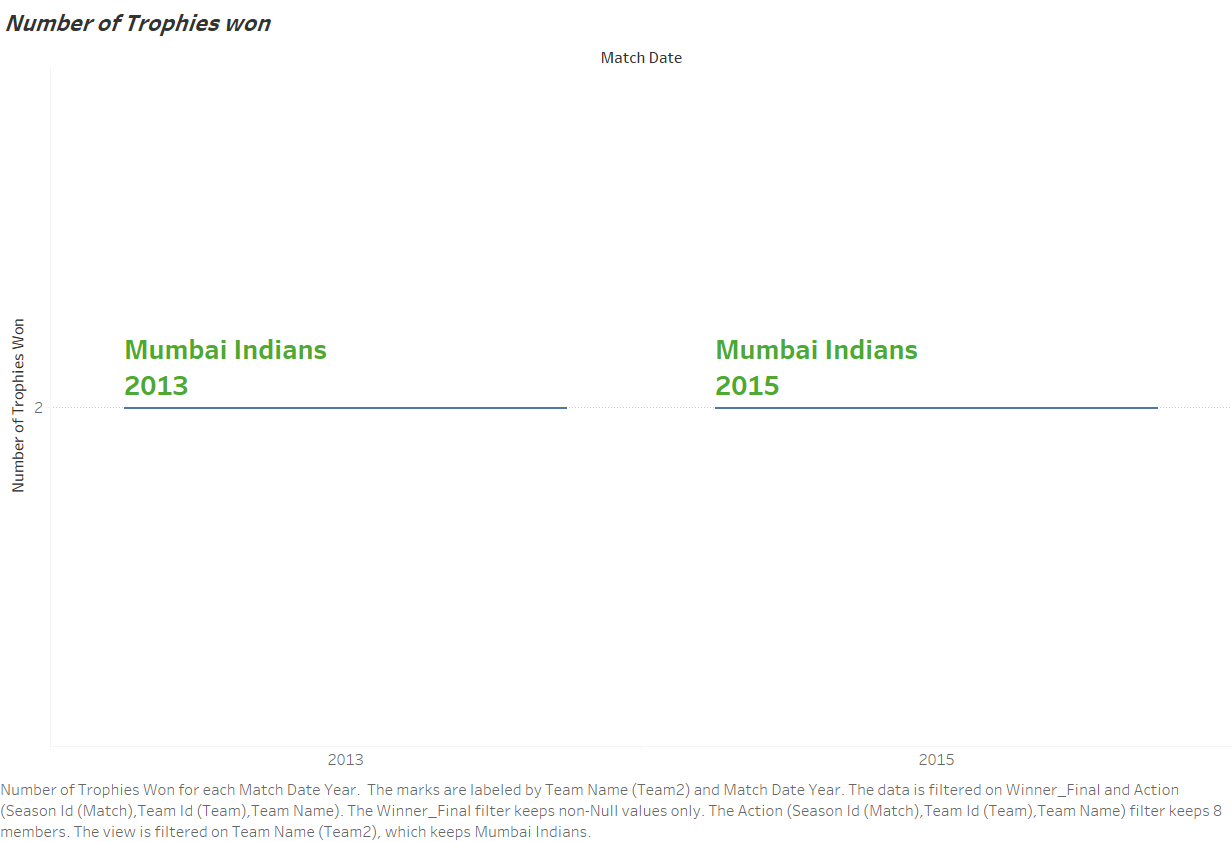 Number of Trophies won
Match Date
Number of Trophies Won
2
Mumbai Indians
2013
Mumbai Indians
2015
2013
2015
Number of Trophies Won for each Match Date Year.  The marks are labeled by Team Name (Team2) and Match Date Year. The data is filtered on Winner_Final and Action
(Season Id (Match),Team Id (Team),Team Name). The Winner_Final filter keeps non-Null values only. The Action (Season Id (Match),Team Id (Team),Team Name) filter keeps 8
members. The view is filtered on Team Name (Team2), which keeps Mumbai Indians.